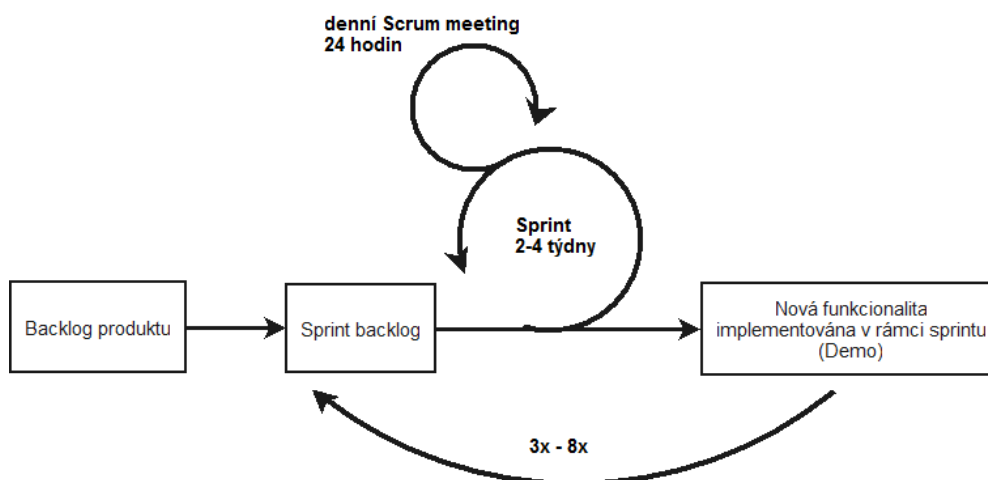 denní Scrum meeting
24 hodin
Sprint
2-4 týdny
Backlog produktu
Sprint backlog
Nová funkcionalita
implementována v rámci sprintu
(Demo)
3x - 8x